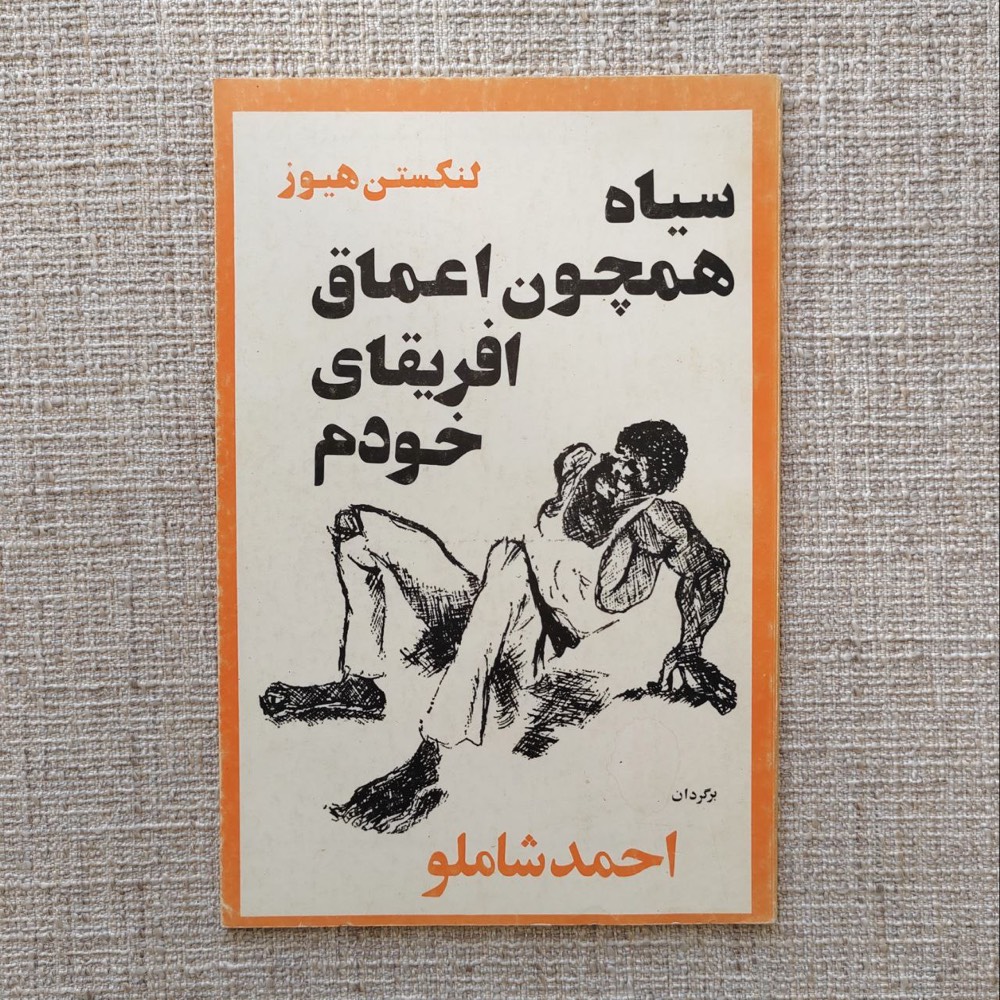 لنگستن هیوز
سیاه
همچون اعماق
افریقای
خودم
برگردان
احمد شاملو